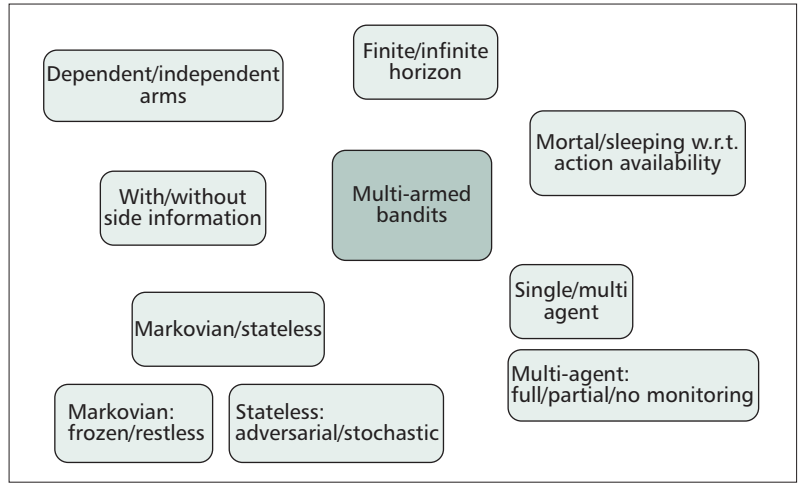 Dependent/independent
arms
Finite/infinite
horizon
Mortal/sleeping w.r.t.
action availability
With/without
side information
Multi-armed
bandits
Markovian/stateless
Single/multi
agent
Multi-agent:
full/partial/no monitoring
Markovian:
frozen/restless
Stateless:
adversarial/stochastic